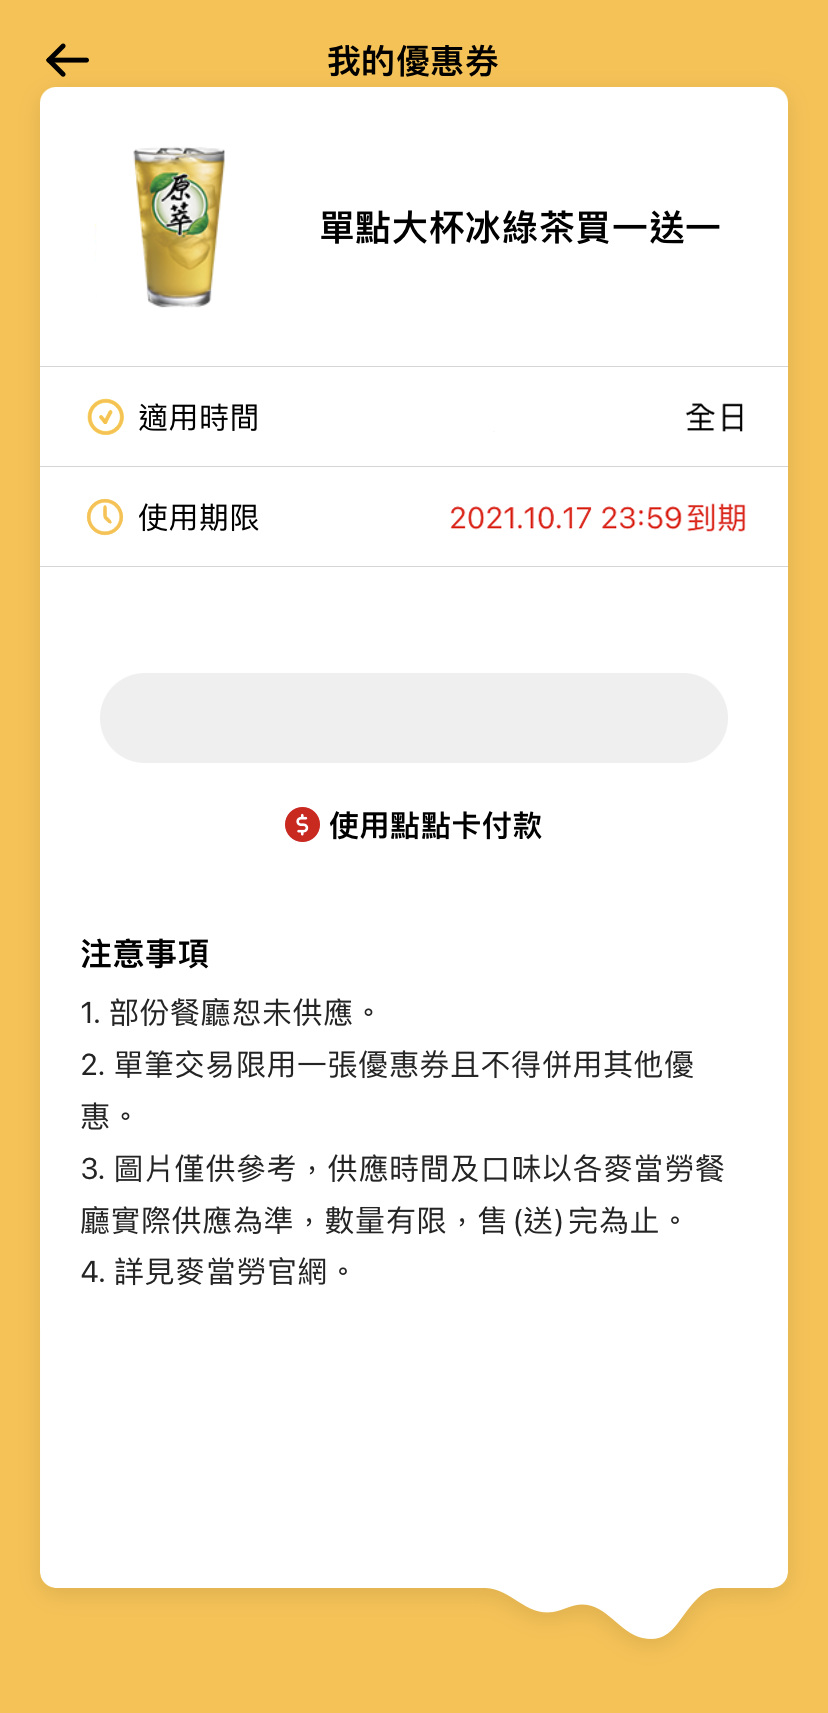 我的優惠券
原萃
單點大杯冰綠茶買一送一
適用時間 全日
使用期限 2021.10.17 23:59到期
使用點點卡付款
注意事項
1. 部份餐廳恕未供應。
2. 單筆交易限用一張優惠券且不得併用其他優
惠。
3. 圖片僅供參考，供應時間及口味以各麥當勞餐
廳實際供應為準，數量有限，售(送)完為止。
4. 詳見麥當勞官網。